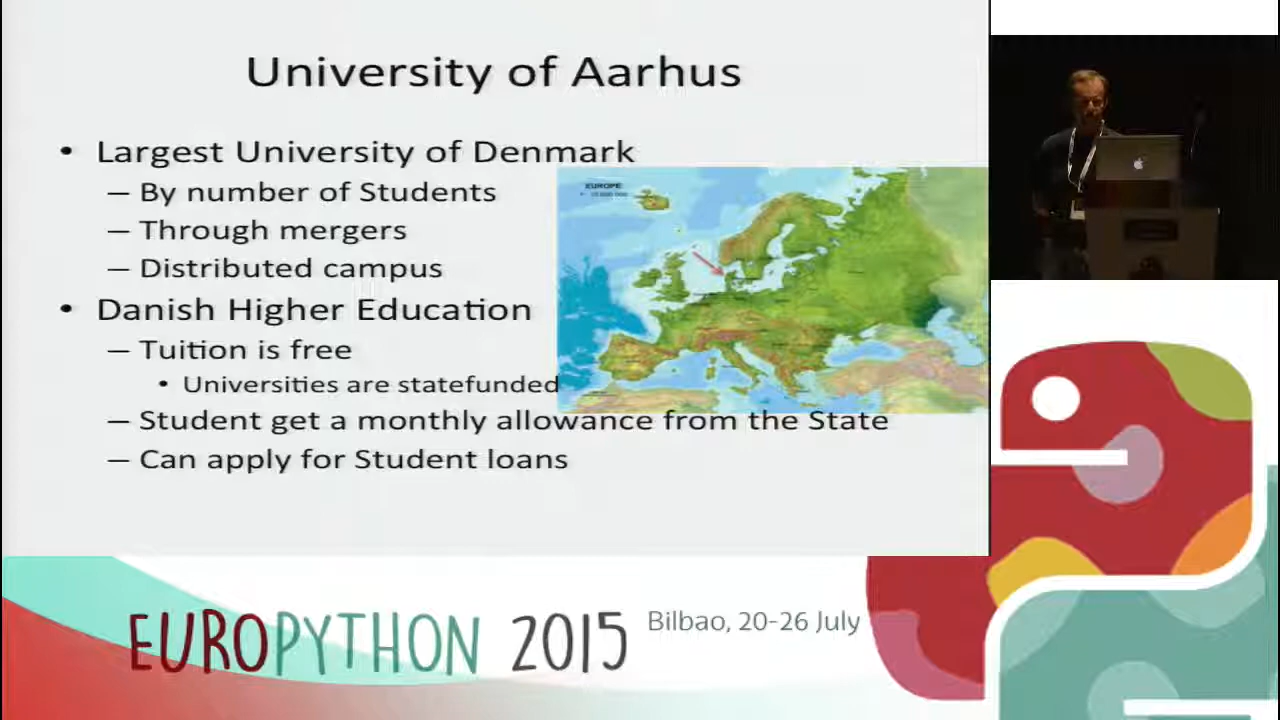 University of Aarhus
• Largest University of Denmark
– By number of Students
– Through mergers
– Distributed campus
• Danish Higher Education
– Tuition is free
• Universities are statefunded
– Student get a monthly allowance from the State
– Can apply for Student loans
EUROPE
EUROPYTHON 2015
Bilbao, 20-26 July